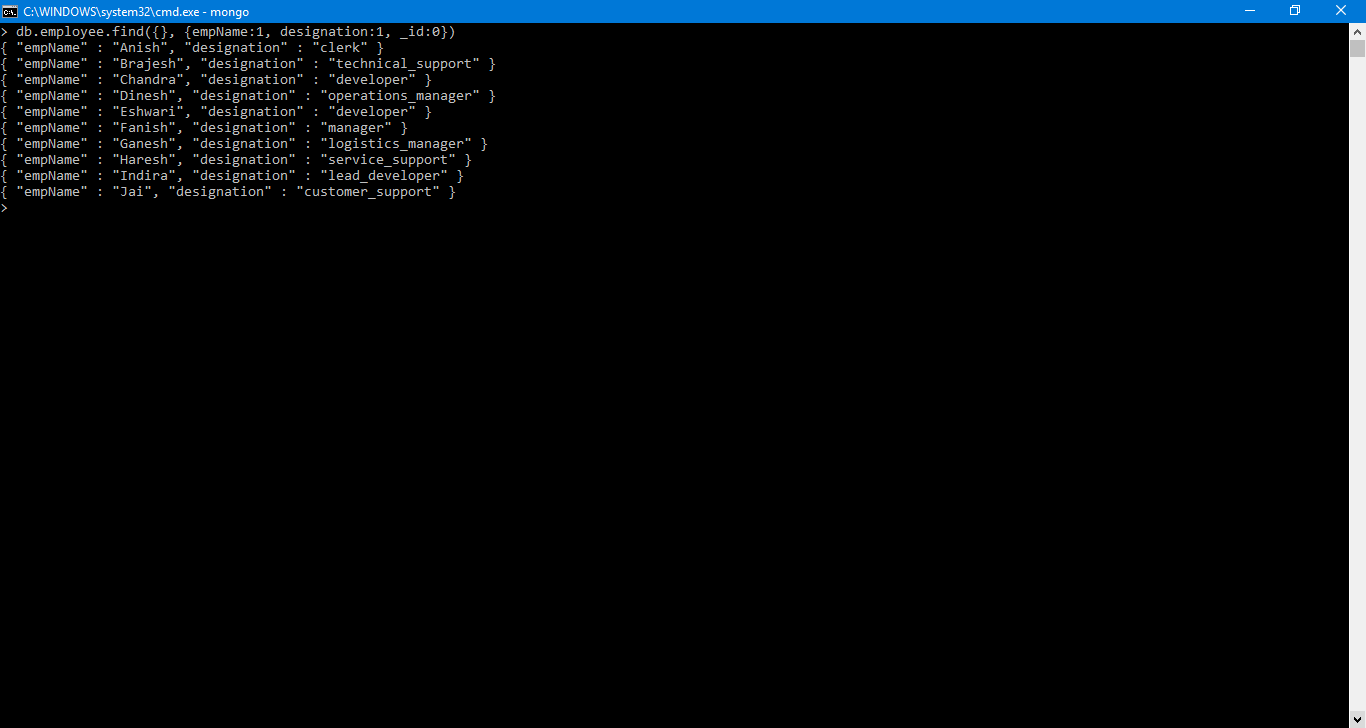 C:\WINDOWS\system32\cmd.exe - mongo
> db.employee.find({}, {empName:1, designation:1, _id:0})
{ "empName" : "Anish", "designation" : "clerk" }
{ "empName" : "Brajesh", "designation" : "technical_support" }
{ "empName" : "Chandra", "designation" : "developer" }
{ "empName" : "Dinesh", "designation" : "operations_manager" }
{ "empName" : "Eshwari", "designation" : "developer" }
{ "empName" : "Fanish", "designation" : "manager" }
{ "empName" : "Ganesh", "designation" : "logistics_manager" }
{ "empName" : "Haresh", "designation" : "service_support" }
{ "empName" : "Indira", "designation" : "lead_developer" }
{ "empName" : "Jai", "designation" : "customer_support" }
>